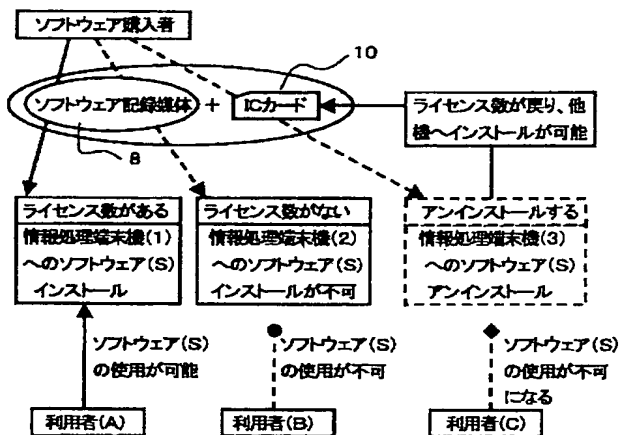 ソフトウェア購入者
10
ソフトウェア記録媒体 + ICカード
ライセンス数が戻り、他
機へインストールが可能
8
ライセンス数がある
情報処理端末機(1)
へのソフトウェア(S)
インストール
ライセンス数がない
情報処理端末機(2)
へのソフトウェア(S)
インストールが不可
アンインストールする
情報処理端末機(3)
へのソフトウェア(S)
アンインストール
ソフトウェア(S)
の使用が可能
ソフトウェア(S)
の使用が不可
ソフトウェア(S)
の使用が不可
になる
利用者(A)
利用者(B)
利用者(C)